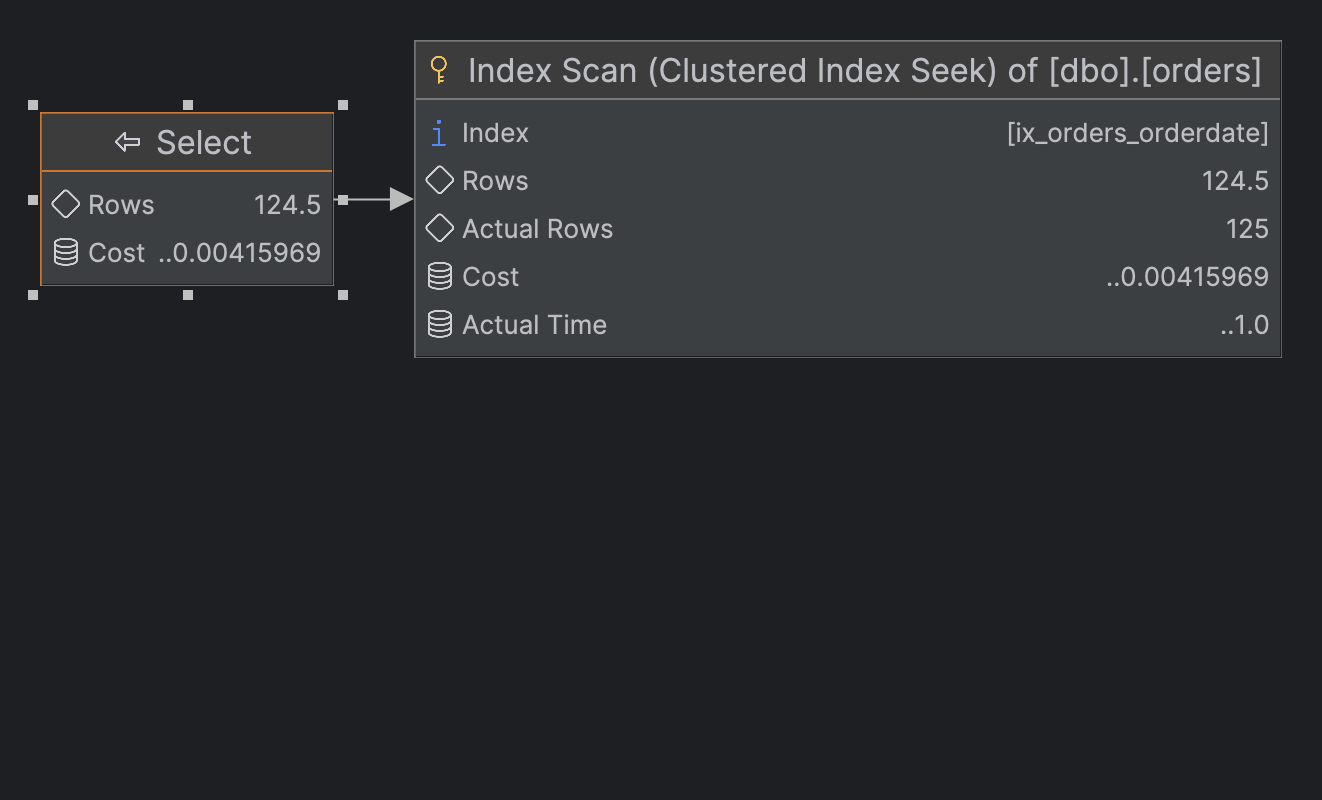 Select
Rows 124.5
Cost ..0.00415969
Index Scan (Clustered Index Seek) of [dbo].[orders]
Index [ix_orders_orderdate]
Rows 124.5
Actual Rows 125
Cost ..0.00415969
Actual Time ..1.0